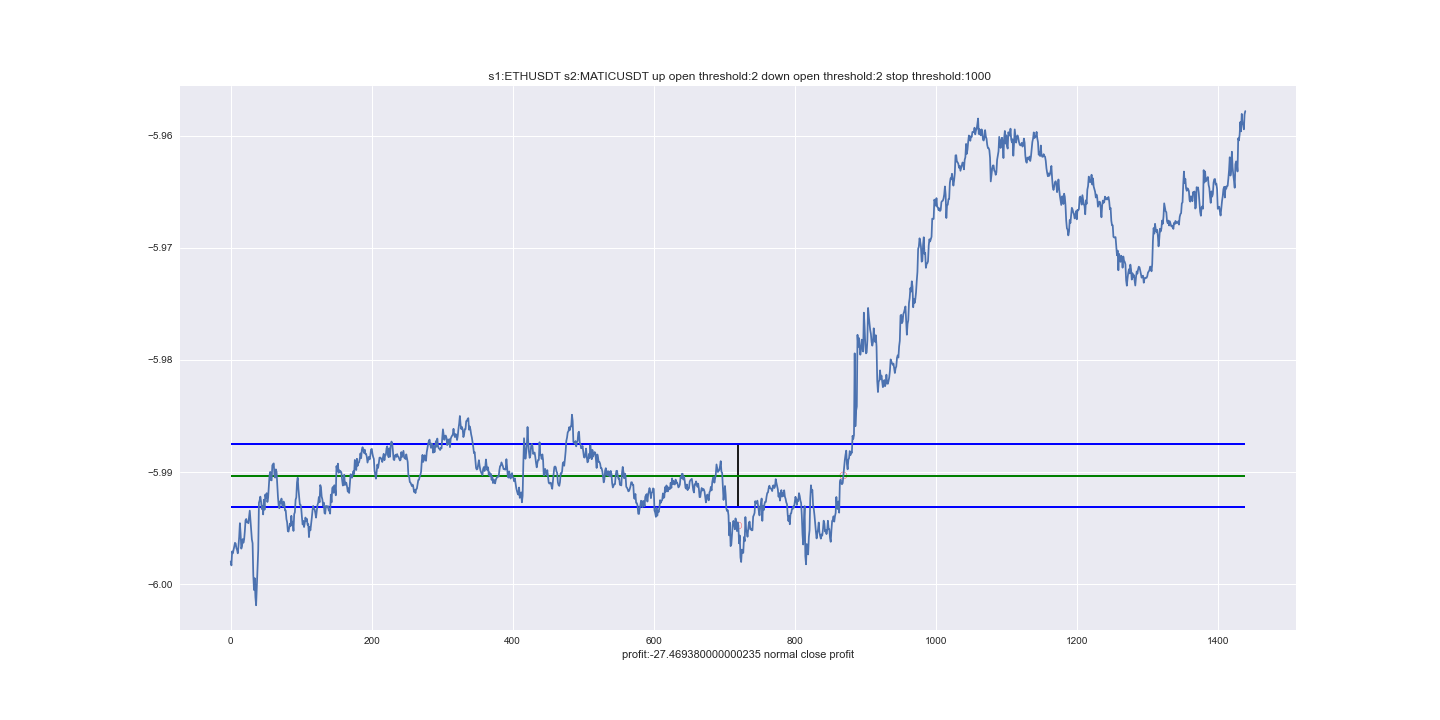 s1:ETHUSDT s2:MATICUSDT up open threshold:2 down open threshold:2 stop threshold:1000
−5.96
−5.97
−5.98
−5.99
−6.00
0 200 400 600 800 1000 1200 1400
profit:-27.469380000000235 normal close profit